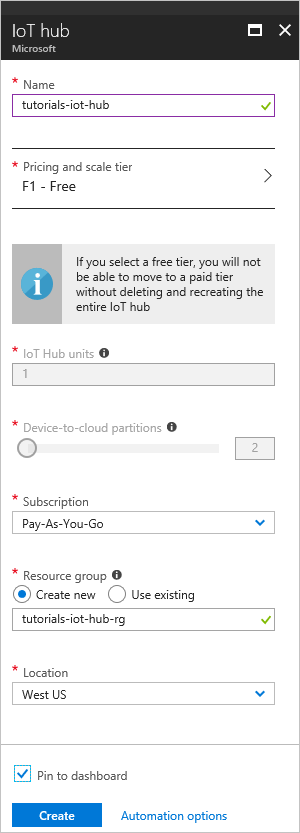 IoT hub
Microsoft
* Name
tutorials-iot-hub
* Pricing and scale tier
F1 - Free
If you select a free tier, you will not
be able to move to a paid tier
without deleting and recreating the
entire IoT hub
* IoT Hub units
1
* Device-to-cloud partitions
2
* Subscription
Pay-As-You-Go
* Resource group
Create new Use existing
tutorials-iot-hub-rg
* Location
West US
Pin to dashboard
Create Automation options